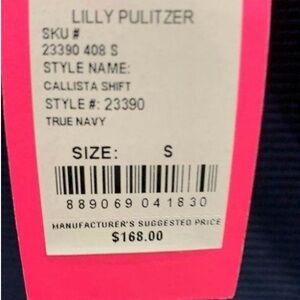 LILLY PULITZER
SKU #
23390 408 S
STYLE NAME:
CALLISTA SHIFT
STYLE #: 23390
TRUE NAVY
SIZE: S
889069 041830
MANUFACTURER'S SUGGESTED PRICE
$168.00